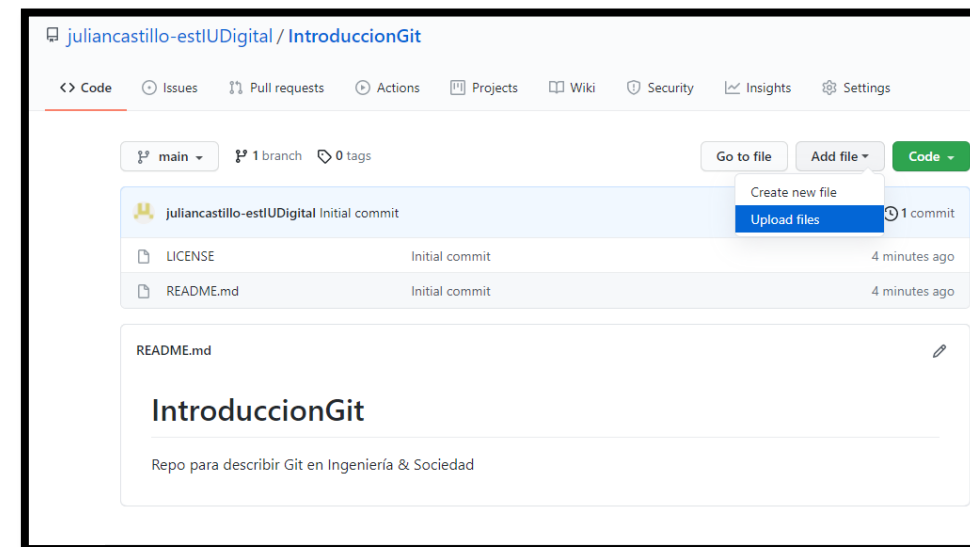 juliancastillo-estIUDigital / IntroduccionGit
<> Code Issues Pull requests Actions Projects Wiki Security Insights Settings
main 1 branch 0 tags Go to file Add file Code
Create new file
Upload files
juliancastillo-estIUDigital Initial commit 1 commit
LICENSE Initial commit 4 minutes ago
README.md Initial commit 4 minutes ago
README.md
IntroduccionGit
Repo para describir Git en Ingeniería & Sociedad